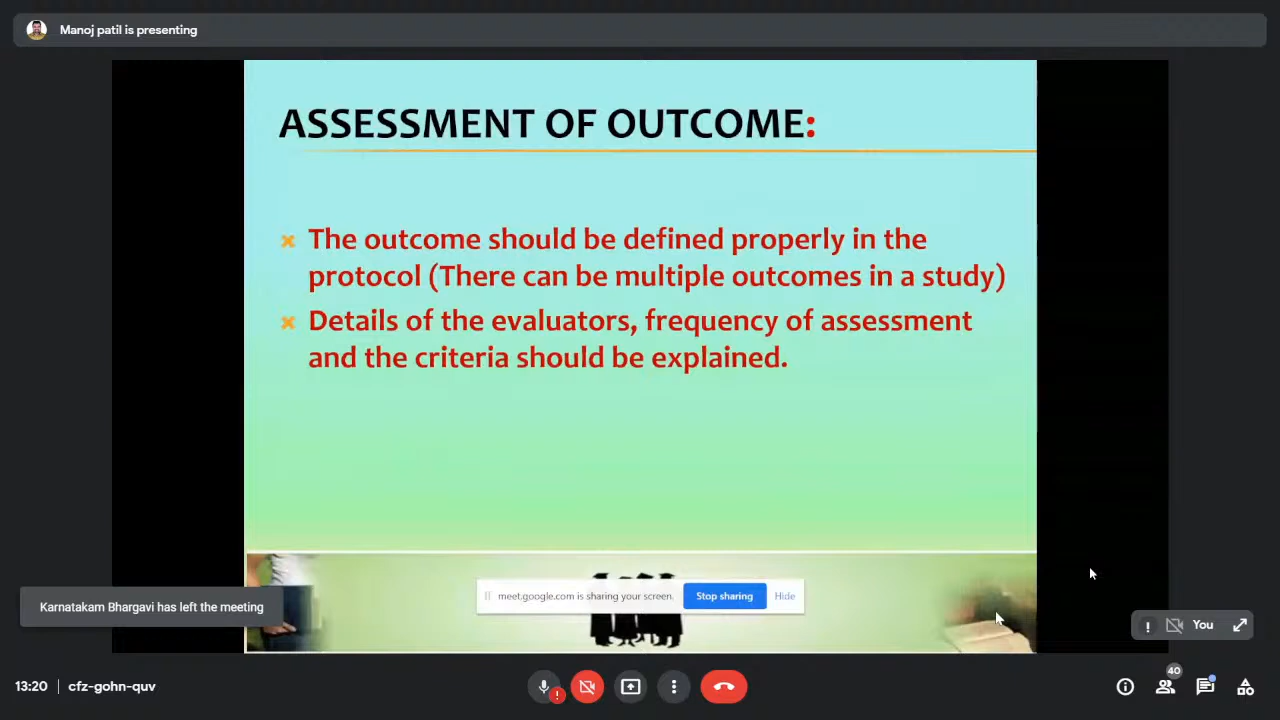 Manoj patil is presenting
ASSESSMENT OF OUTCOME:
The outcome should be defined properly in the
protocol (There can be multiple outcomes in a study)
Details of the evaluators, frequency of assessment
and the criteria should be explained.
meet.google.com is sharing your screen.
Stop sharing
Hide
Karnatakam Bhargavi has left the meeting
You
13:20 | cfz-gohn-quv
40